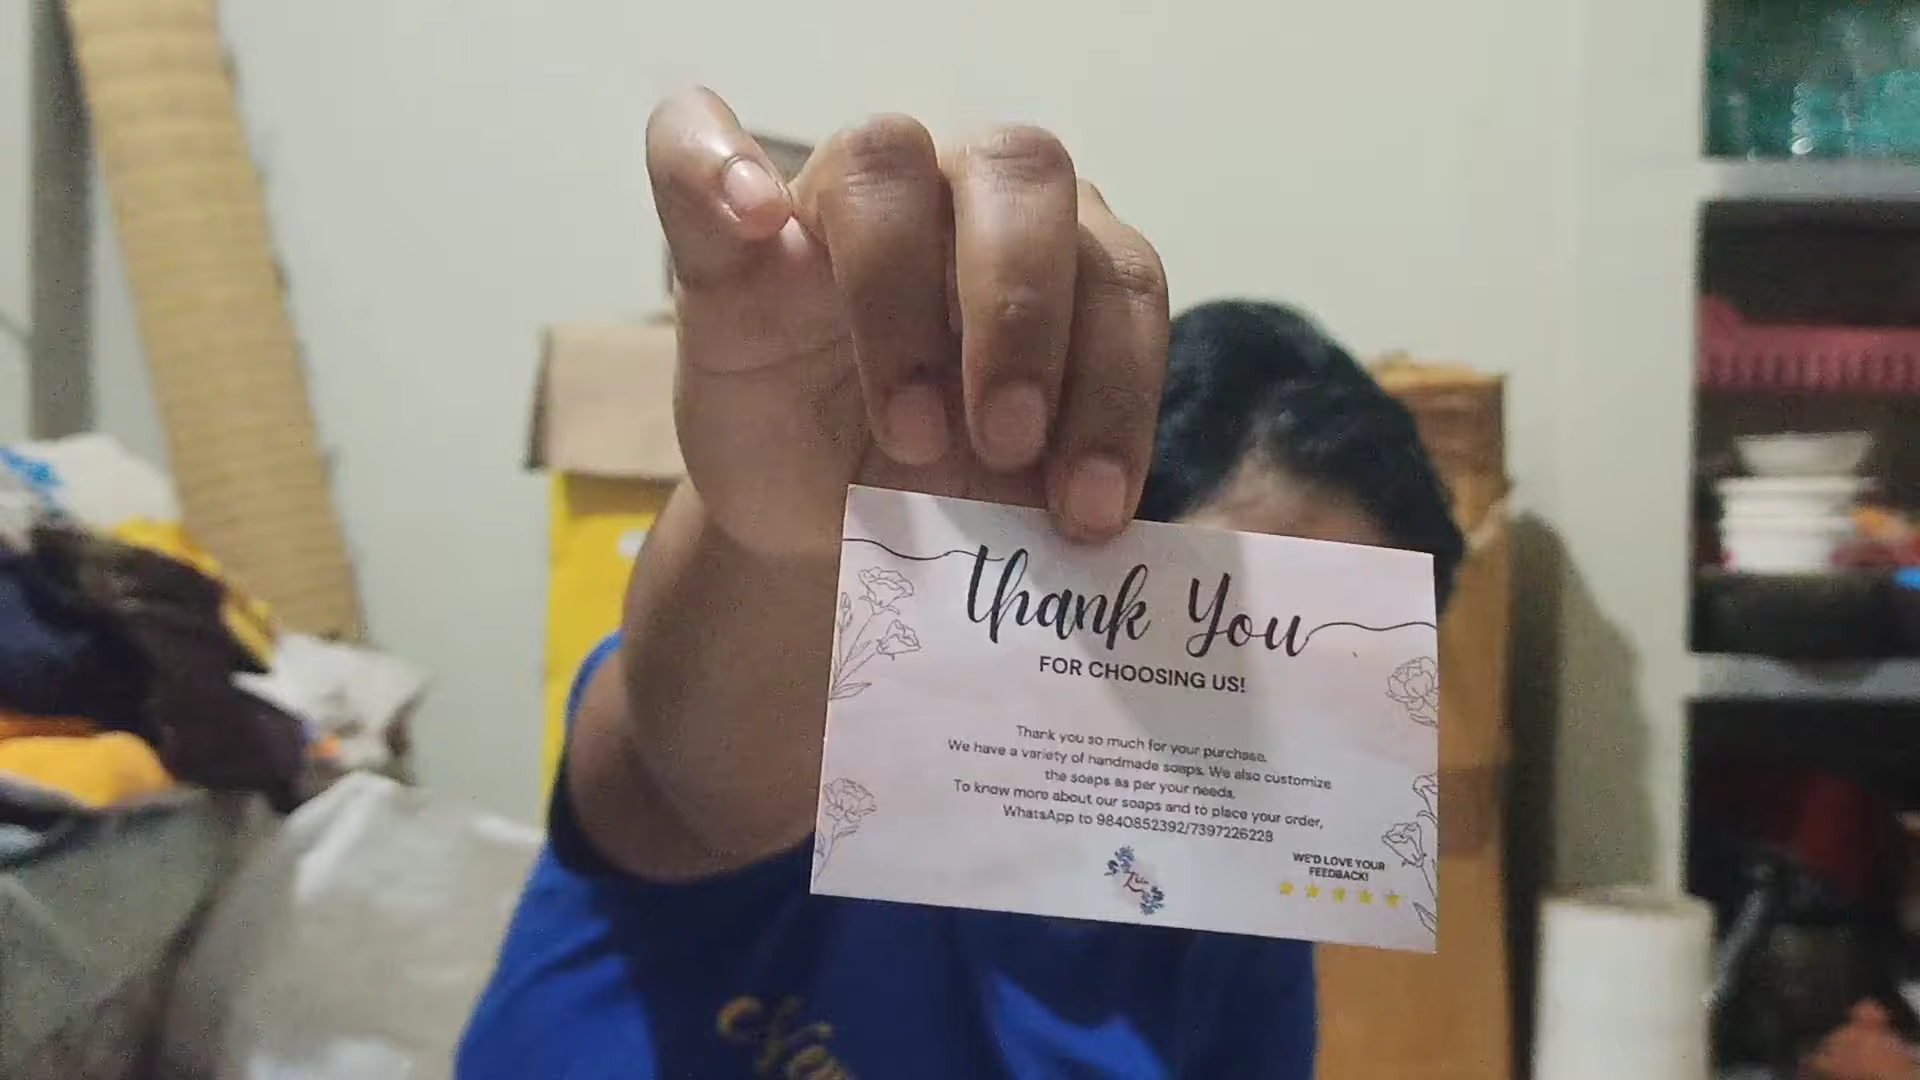 Thank You
FOR CHOOSING US!
Thank you so much for your purchase.
We have a variety of handmade soaps. We also customize
the soaps as per your needs.
To know more about our soaps and to place your order,
WhatsApp to 9840852392/7397226228
WE'D LOVE YOUR
FEEDBACK!